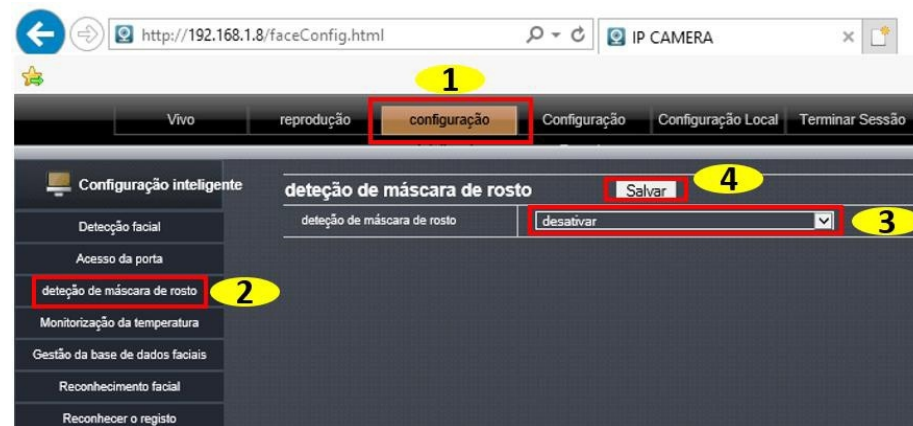 http://192.168.1.8/faceConfig.html
IP CAMERA
1
Vivo
reprodução
configuração
Configuração
Configuração Local
Terminar Sessão
Configuração inteligente
deteção de máscara de rosto
Salvar
4
deteção de máscara de rosto
desativar
3
Detecção facial
Acesso da porta
deteção de máscara de rosto
2
Monitorização da temperatura
Gestão da base de dados faciais
Reconhecimento facial
Reconhecer o registo